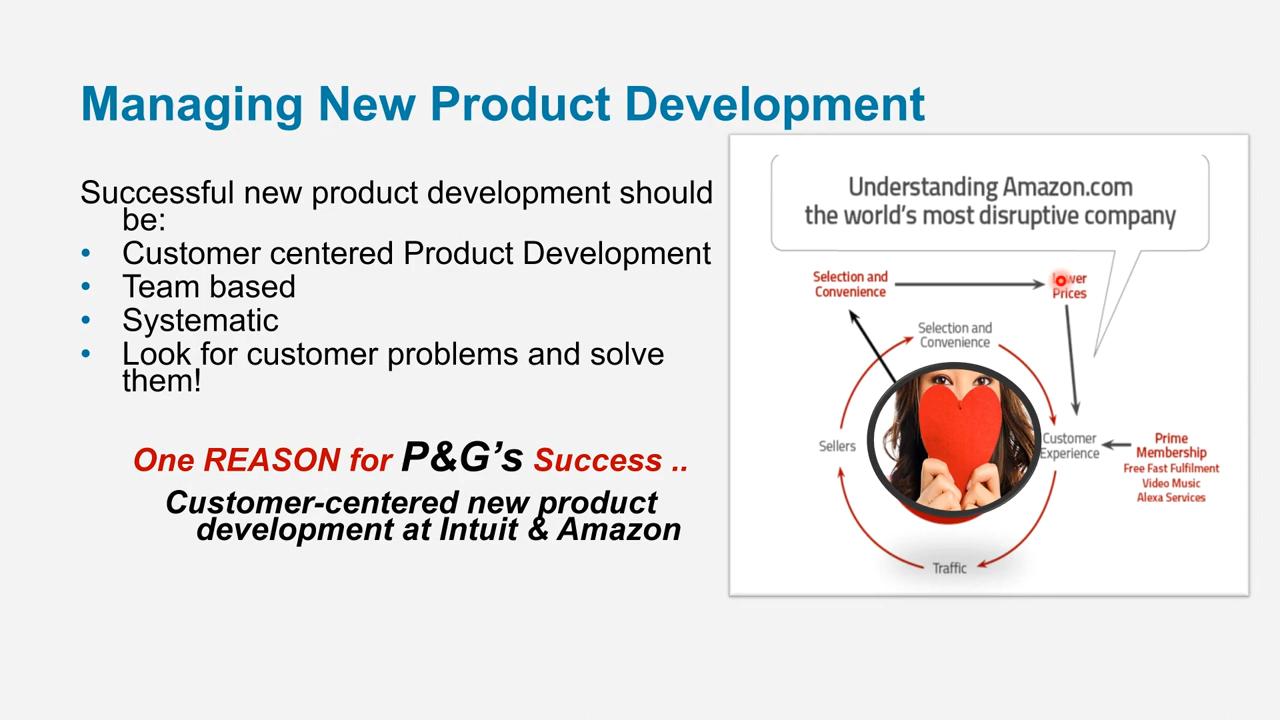 Managing New Product Development
Successful new product development should
be:
• Customer centered Product Development
• Team based
• Systematic
• Look for customer problems and solve
them!
One REASON for P&G’s Success ..
Customer-centered new product
development at Intuit & Amazon
Understanding Amazon.com
the world’s most disruptive company
Selection and
Convenience
Lower
Prices
Selection and
Convenience
Sellers
Customer
Experience
Prime
Membership
Free Fast Fulfilment
Video Music
Alexa Services
Traffic